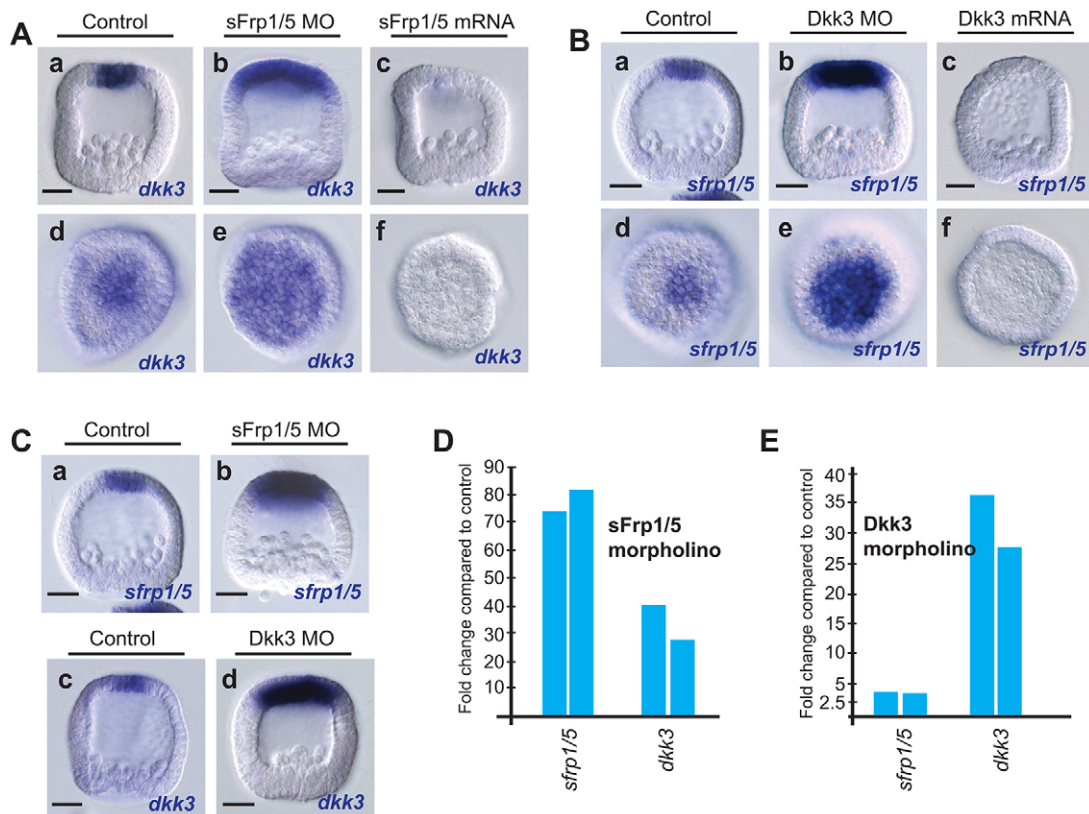 A
Control
sFrp1/5 MO
sFrp1/5 mRNA
a
dkk3
b
dkk3
c
dkk3
d
dkk3
e
dkk3
f
dkk3
B
Control
Dkk3 MO
Dkk3 mRNA
a
sfrp1/5
b
sfrp1/5
c
sfrp1/5
d
sfrp1/5
e
sfrp1/5
f
sfrp1/5
C
Control
sFrp1/5 MO
a
sfrp1/5
b
sfrp1/5
Control
Dkk3 MO
c
dkk3
d
dkk3
D
Fold change compared to control
90
80
70
60
50
40
30
20
10
sFrp1/5
morpholino
sfrp1/5
dkk3
E
Fold change compared to control
40
35
30
25
20
15
10
5
2.5
Dkk3
morpholino
sfrp1/5
dkk3